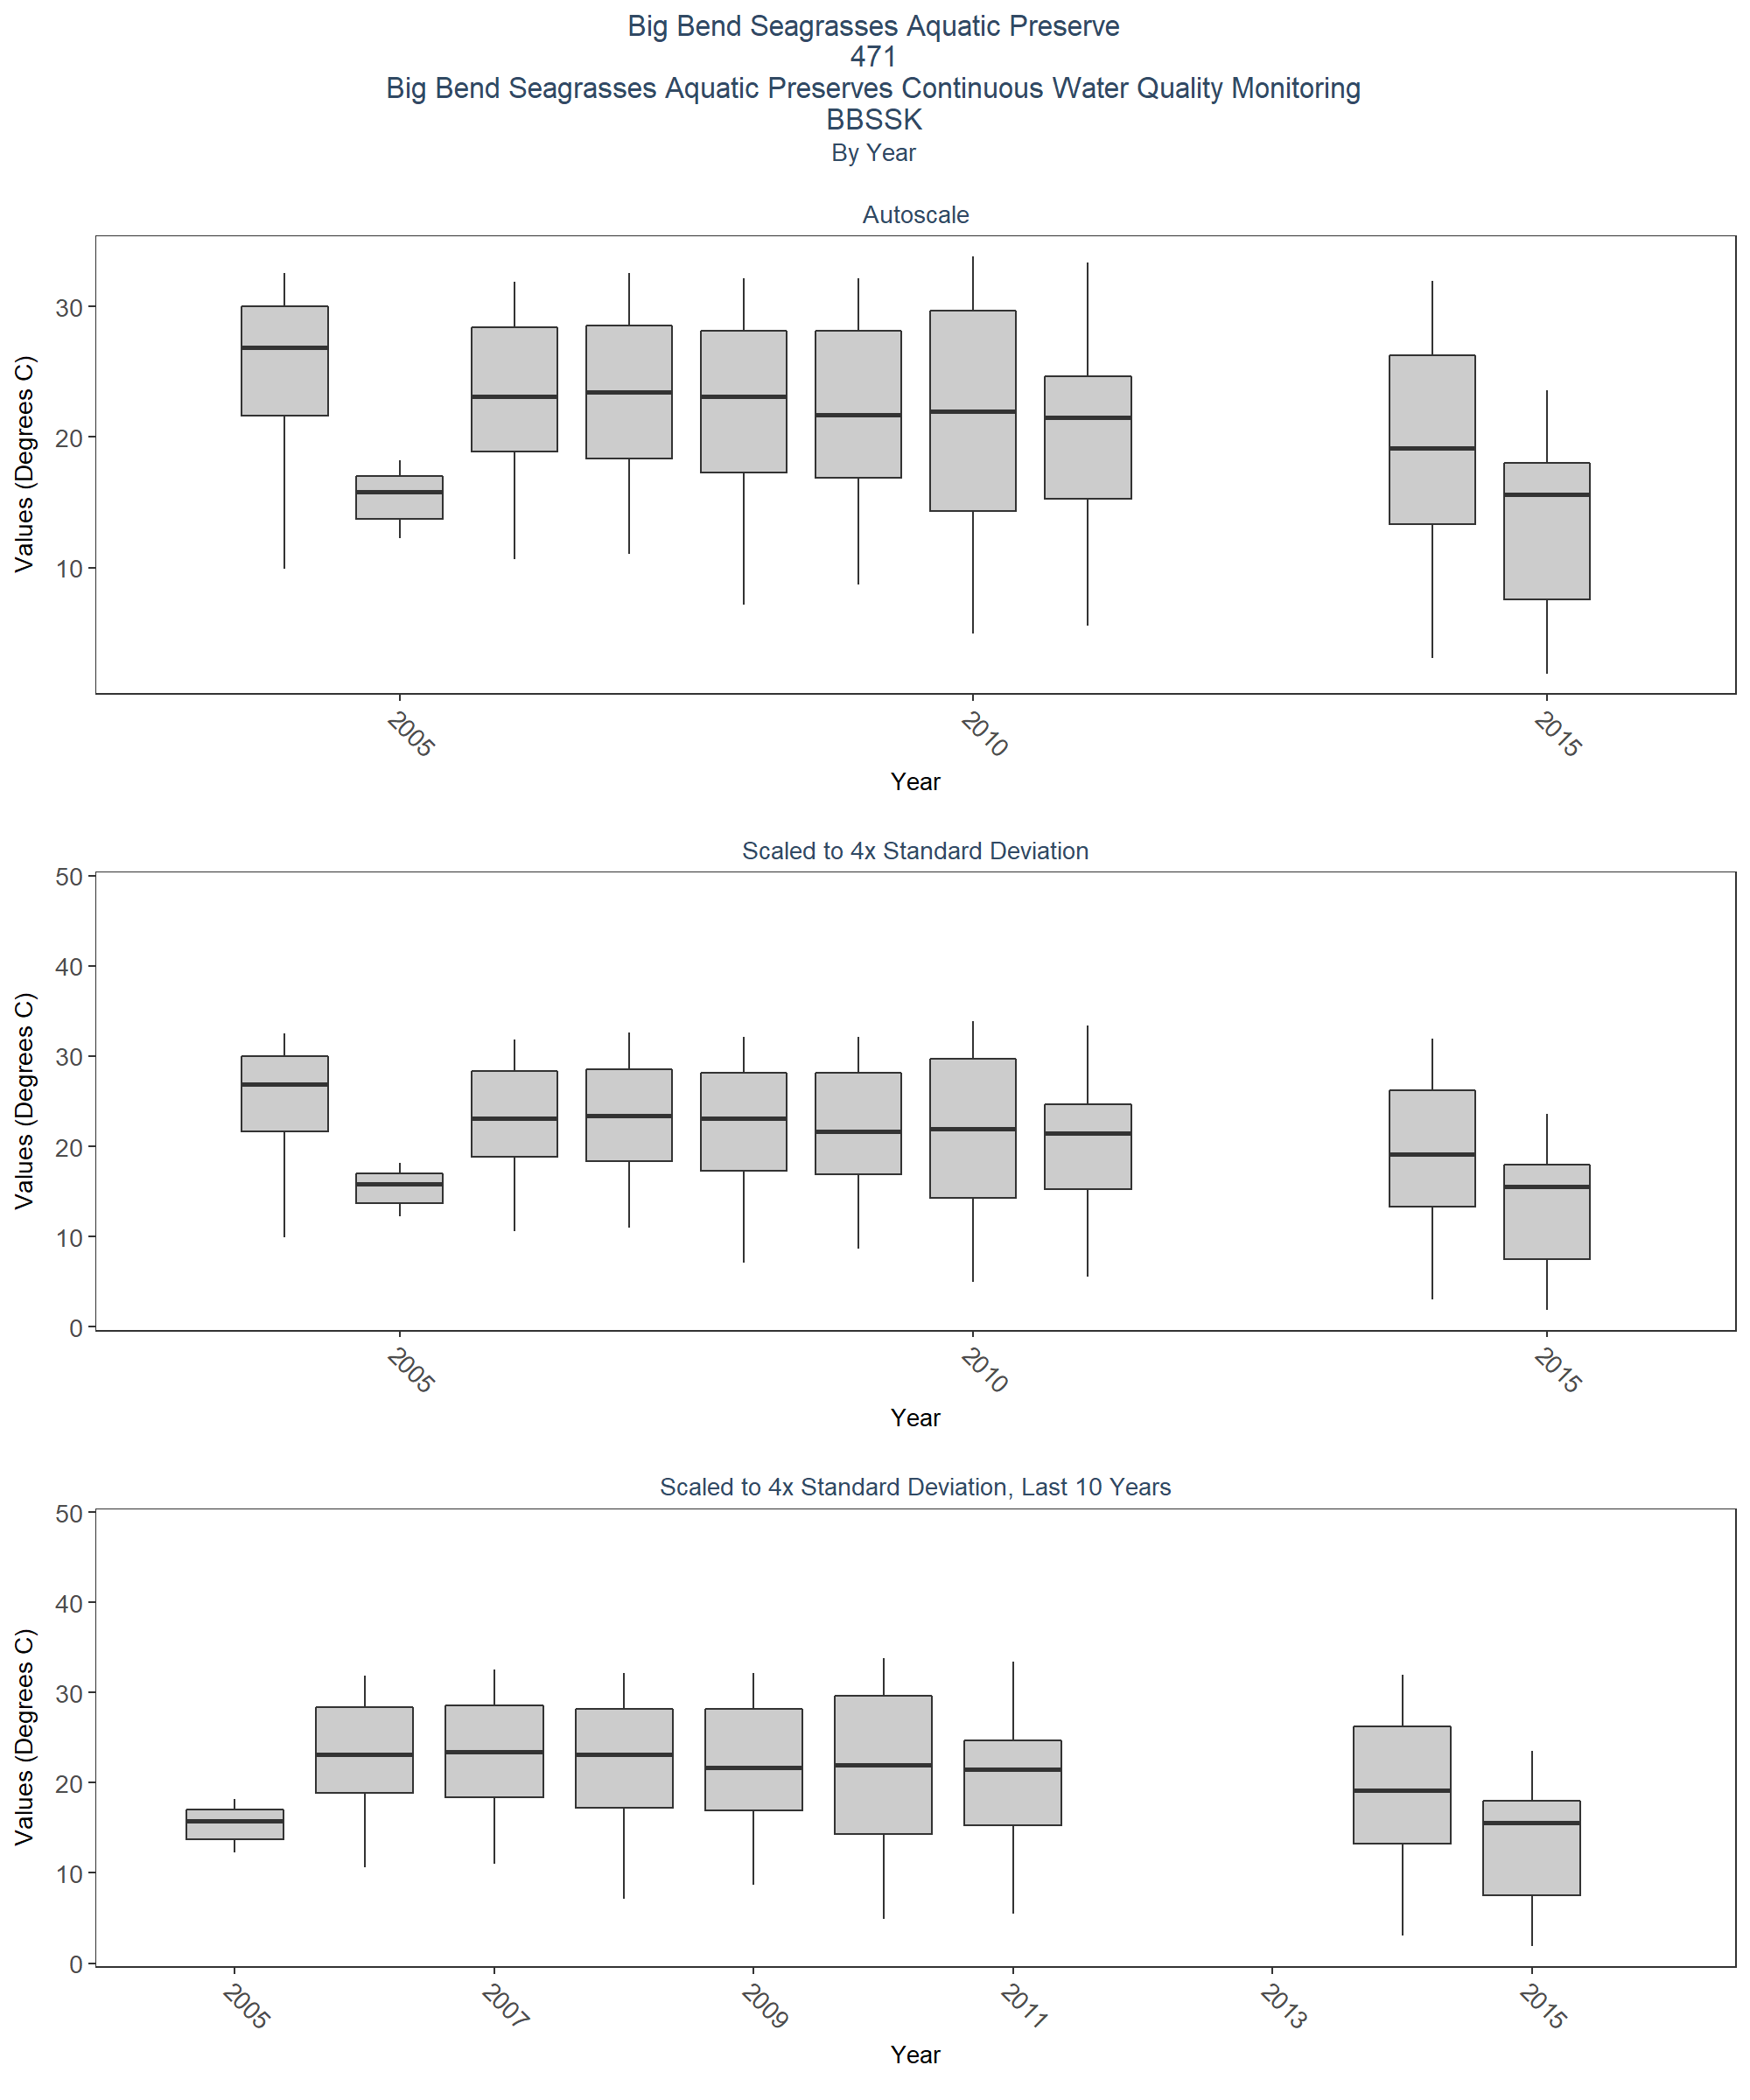 Big Bend Seagrasses Aquatic Preserve
471
Big Bend Seagrasses Aquatic Preserves Continuous Water Quality Monitoring
BBSSK
By Year
Autoscale
Values (Degrees C)
30
20
10
2005 2010 2015
Year
Scaled to 4x Standard Deviation
Values (Degrees C)
50
40
30
20
10
0
2005 2010 2015
Year
Scaled to 4x Standard Deviation, Last 10 Years
Values (Degrees C)
50
40
30
20
10
0
2005 2007 2009 2011 2013 2015
Year